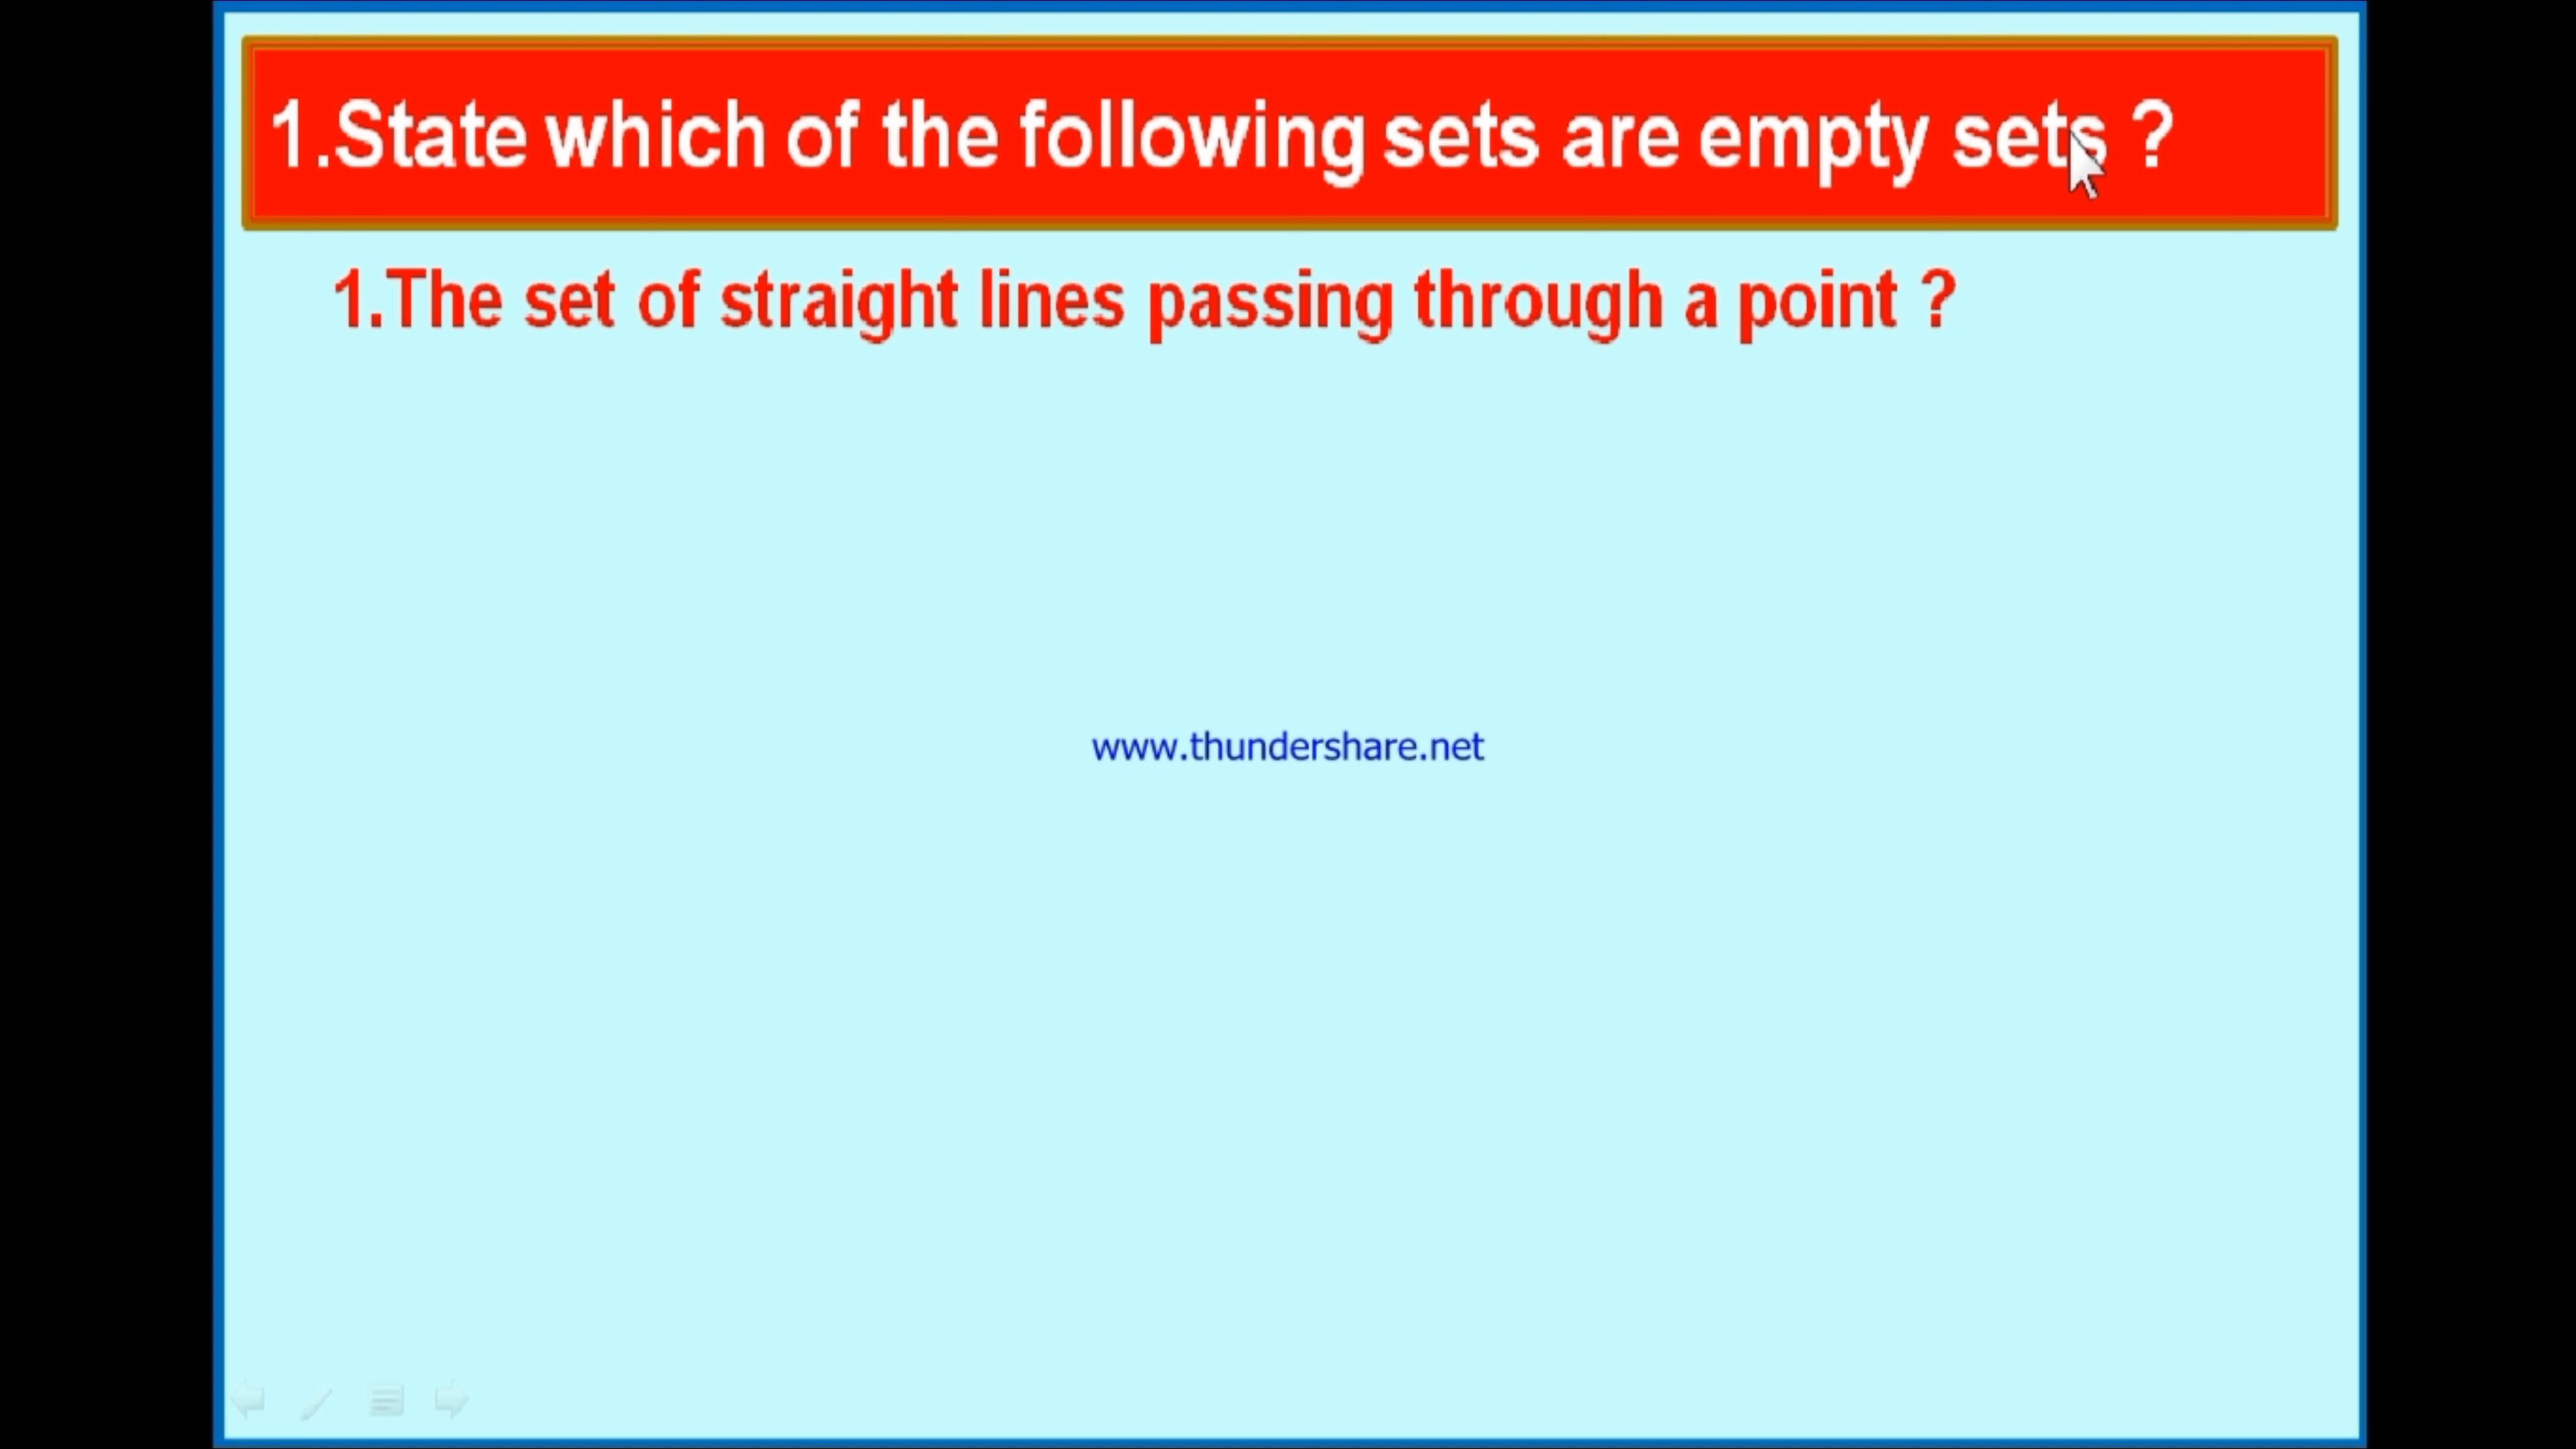 1.State which of the following sets are empty sets ?
1.The set of straight lines passing through a point ?
www.thundershare.net